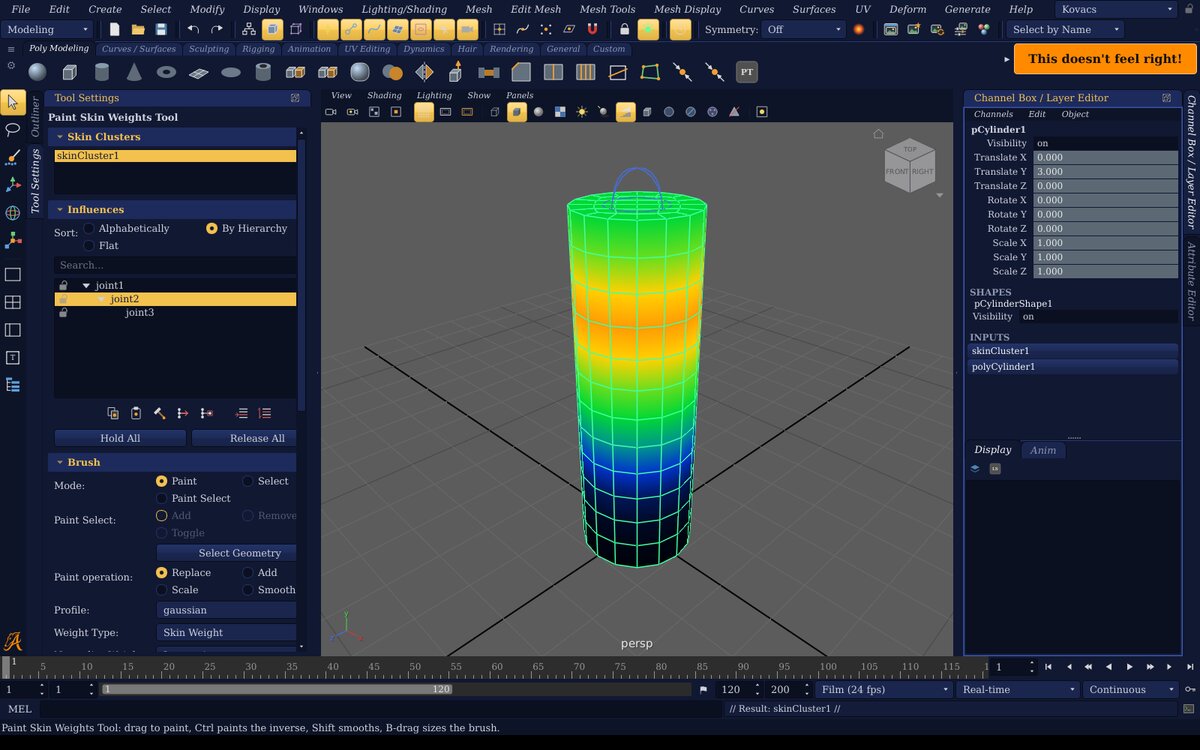 File Edit Create Select Modify Display Windows Lighting/Shading Mesh Edit Mesh Mesh Tools Mesh Display Curves Surfaces UV Deform Generate Help Kovacs
Modeling Symmetry: Off Select by Name
Poly Modeling Curves / Surfaces Sculpting Rigging Animation UV Editing Dynamics Hair Rendering General Custom
This doesn't feel right!
PT
Outliner
Tool Settings
Tool Settings
Paint Skin Weights Tool
Skin Clusters
skinCluster1
Influences
Sort: Alphabetically By Hierarchy
Flat
Search...
joint1
joint2
joint3
Hold All Release All
Brush
Mode: Paint Select
Paint Select
Paint Select: Add Remove
Toggle
Select Geometry
Paint operation: Replace Add
Scale Smooth
Profile: gaussian
Weight Type: Skin Weight
View Shading Lighting Show Panels
TOP
FRONT RIGHT
y
persp
Channel Box / Layer Editor
Channels Edit Object
pCylinder1
Visibility on
Translate X 0.000
Translate Y 3.000
Translate Z 0.000
Rotate X 0.000
Rotate Y 0.000
Rotate Z 0.000
Scale X 1.000
Scale Y 1.000
Scale Z 1.000
SHAPES
pCylinderShape1
Visibility on
INPUTS
skinCluster1
polyCylinder1
Display Anim
Channel Box / Layer Editor
Attribute Editor
1 5 10 15 20 25 30 35 40 45 50 55 60 65 70 75 80 85 90 95 100 105 110 115 1
1 1 1 120 120 200 Film (24 fps) Real-time Continuous
MEL // Result: skinCluster1 //
Paint Skin Weights Tool: drag to paint, Ctrl paints the inverse, Shift smooths, B-drag sizes the brush.